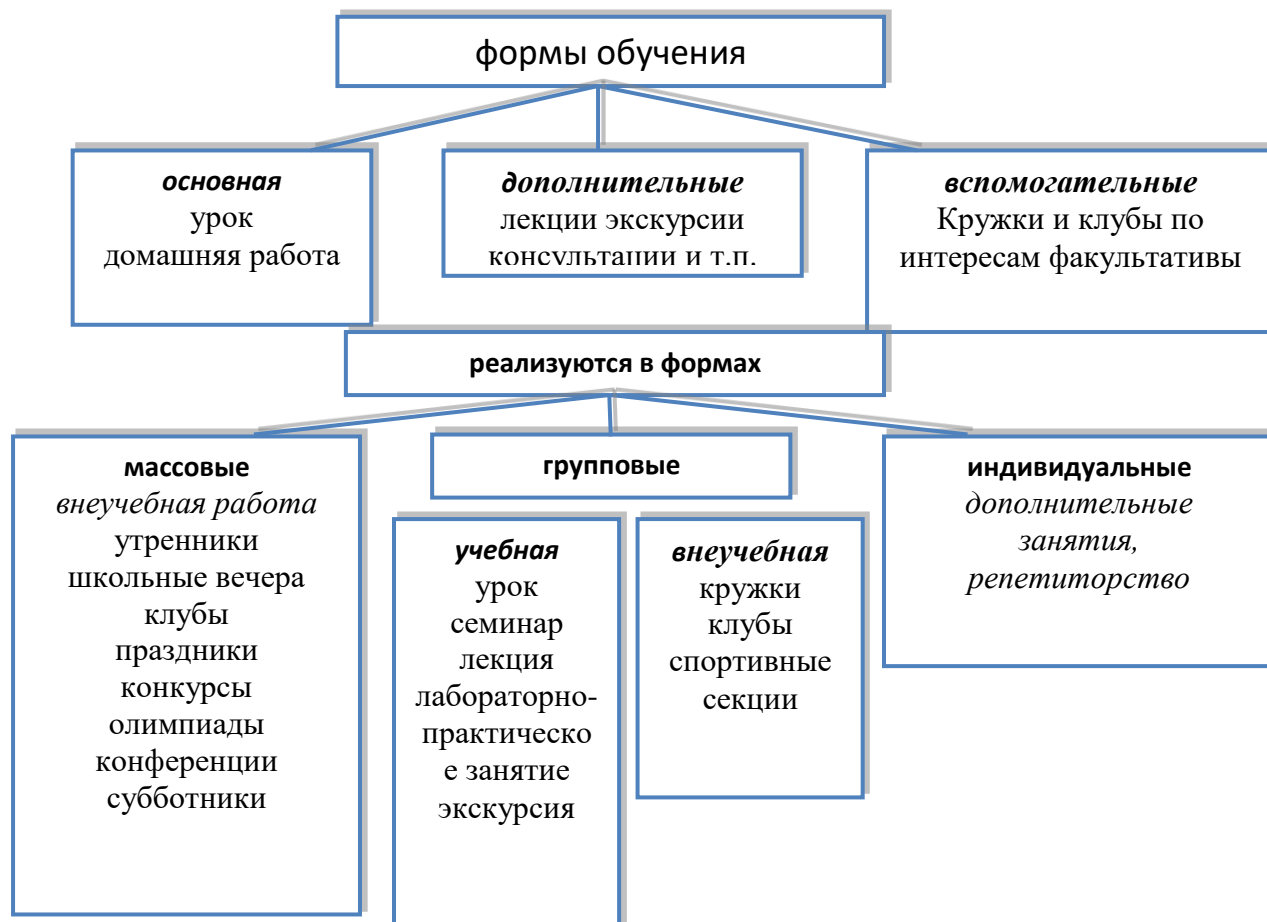 формы обучения
основная
урок
домашняя работа
дополнительные
лекции экскурсии
консультации и т.п.
вспомогательные
Кружки и клубы по
интересам факультативы
реализуются в формах
массовые
внеучебная работа
утренники
школьные вечера
клубы
праздники
конкурсы
олимпиады
конференции
субботники
групповые
учебная
урок
семинар
лекция
лабораторно-
практическо
е занятие
экскурсия
внеучебная
кружки
клубы
спортивные
секции
индивидуальные
дополнительные
занятия,
репетиторство